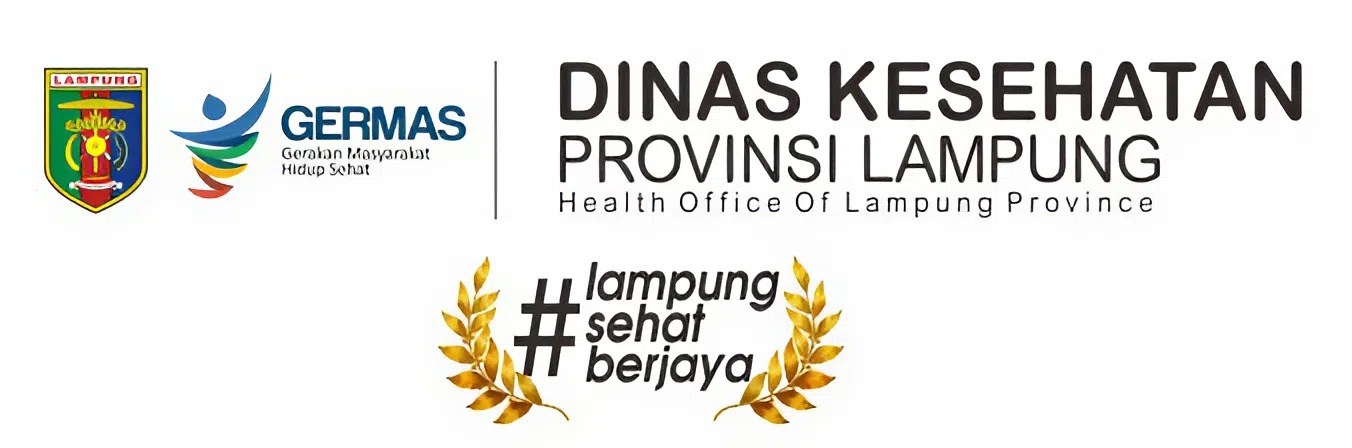 LAMPUNG
GERMAS
Gerakan Masyarakat
Hidup Sehat
DINAS KESEHATAN
PROVINSI LAMPUNG
Health Office Of Lampung Province
#lampung
sehat
berjaya